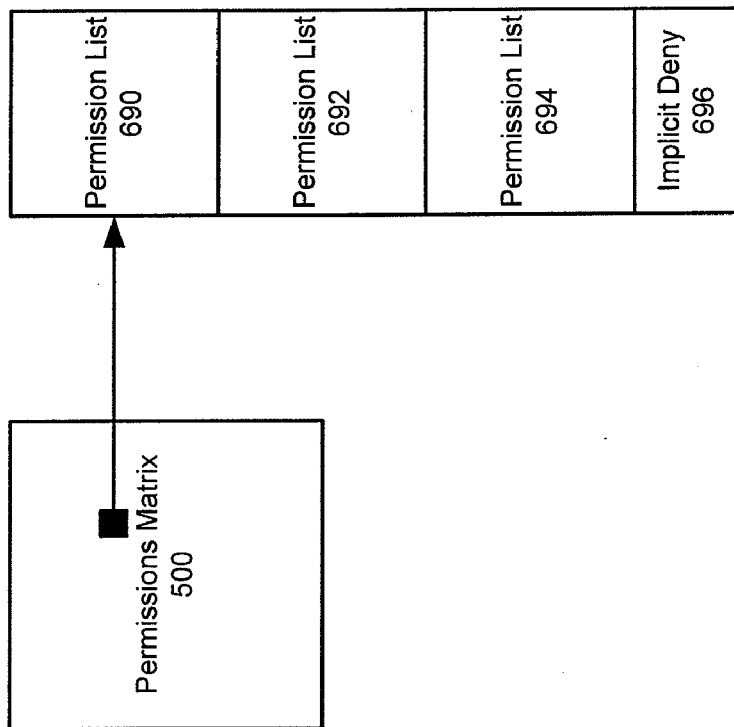 Permissions Matrix
500
Permission List
690
Permission List
692
Permission List
694
Implicit Deny
696